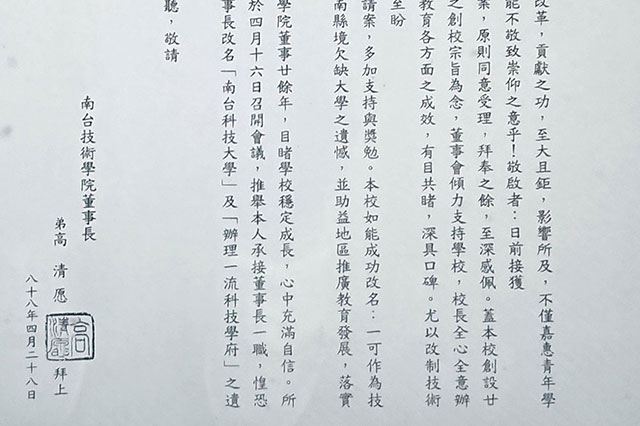 改革，貢獻之功，至大且鉅，影響所及，不僅嘉惠青年學
能不敬致崇仰之意乎！敬啟者：日前接獲
案，原則同意受理，拜奉之餘，至深感佩。蓋本校創設廿
之創校宗旨為念，董事會傾力支持學校，校長全心全意辦
教育各方面之成效，有目共睹，深具口碑。尤以改制技術
至盼
請案，多加支持與獎勉。本校如能成功改名：一可作為技
南縣境欠缺大學之遺憾，並助益地區推廣教育發展，落實
學院董事廿餘年，目睹學校穩定成長，心中充滿自信。所
於四月十六日召開會議，推舉本人承接董事長一職，惶恐
事長改名「南台科技大學」及「辦理一流科技學府」之遺
聽，敬請
南台技術學院董事長
弟高 清 愿 拜上
高清愿
八十八年四月二十八日